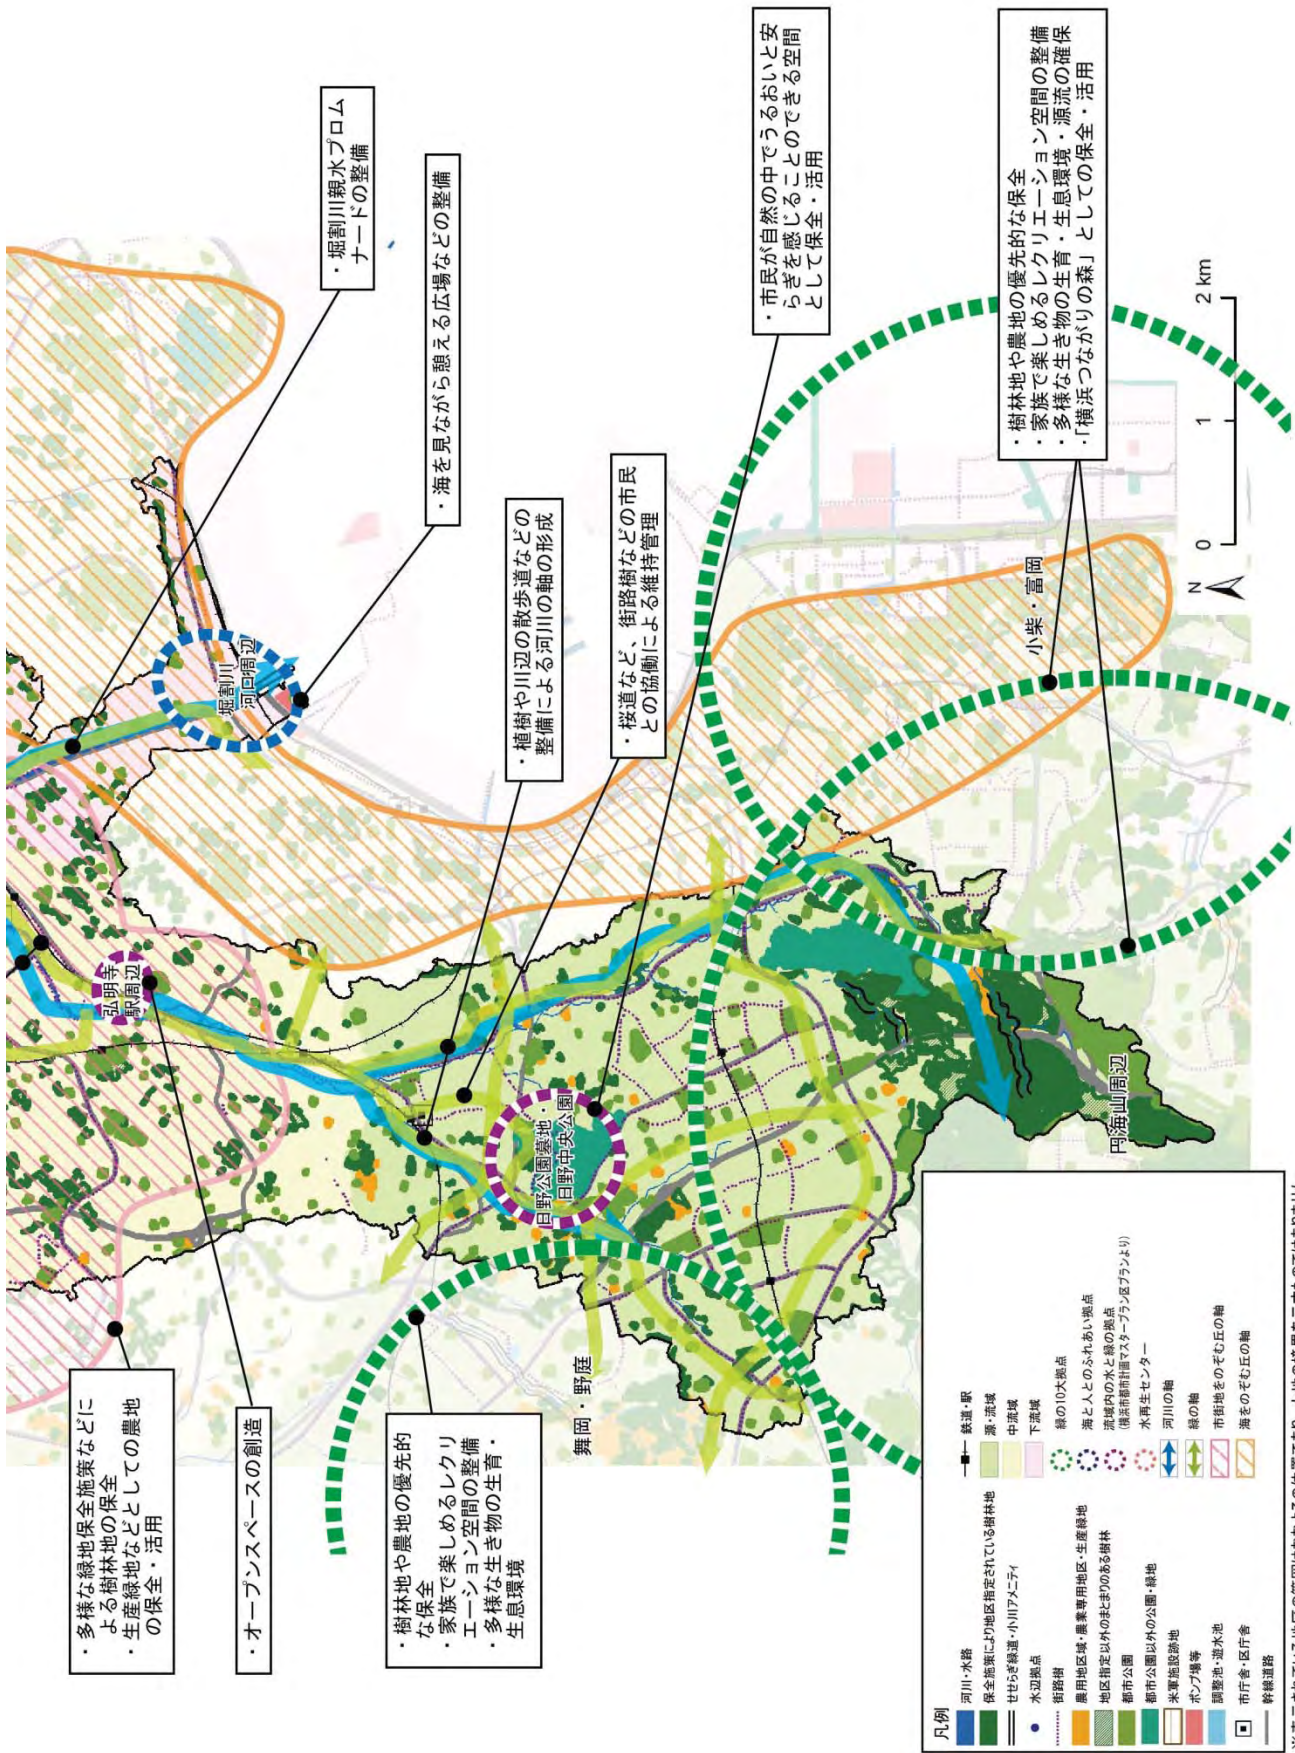 ・堀割川親水プロム
ナードの整備
・海を見ながら憩える広場などの整備
・植樹や川辺の散歩道などの
整備による河川の軸の形成
・桜道など、街路樹などの市民
との協働による維持管理
・市民が自然の中でうるおいと安
らぎを感じることのできる空間
として保全・活用
・樹林地や農地の優先的な保全
・家族で楽しめるレクリエーション空間の整備
・多様な生き物の生育・生息環境・源流の確保
・「横浜つながりの森」としての保全・活用
堀割川
河口周辺
弘明寺
駅周辺
日野公園墓地・
日野中央公園
小柴・富岡
円海山周辺
舞岡・野庭
N
0
1
2 km
・多様な緑地保全施策などに
よる樹林地の保全
・生産緑地などとしての農地
の保全・活用
・オープンスペースの創造
・樹林地や農地の優先的
な保全
・家族で楽しめるレクリ
エーション空間の整備
・多様な生き物の生育・
生息環境
凡例
河川・水路
保全施策により地区指定されている樹林地
せせらぎ緑道・小川アメニティ
水辺拠点
街路樹
農用地区域・農業専用地区・生産緑地
地区指定以外のまとまりのある樹林
都市公園
都市公園以外の公園・緑地
米軍施設跡地
ポンプ場等
調整池・遊水池
市庁舎・区庁舎
幹線道路
鉄道・駅
源・流域
中流域
下流域
緑の10大拠点
海と人とのふれあい拠点
流域内の水と緑の拠点
(横浜市都市計画マスタープラン区プランより)
水再生センター
河川の軸
緑の軸
市街地をのぞむ丘の軸
海をのぞむ丘の軸